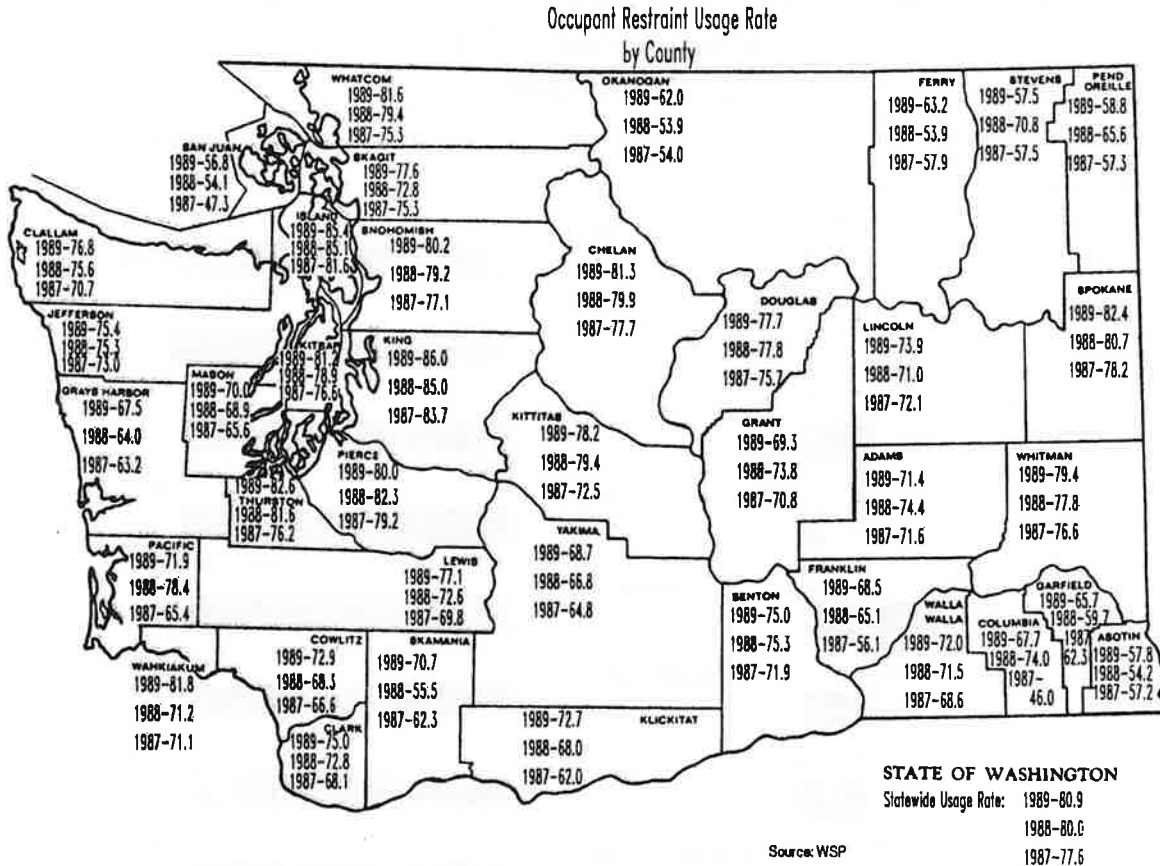 Occupant Restraint Usage Rate
by County
WHATCOM
1989-81.6
1988-79.4
1987-75.3
OKANOGAN
1989-62.0
1988-53.9
1987-54.0
FERRY
1989-63.2
1988-53.9
1987-57.9
STEVENS
1989-57.5
1988-70.8
1987-57.5
PEND
OREILLE
1989-58.8
1988-65.6
1987-57.3
SAN JUAN
1989-56.8
1988-54.1
1987-47.3
SKAGIT
1989-77.6
1988-72.8
1987-75.3
ISLAND
1989-85.4
1988-85.1
1987-81.6
SNOHOMISH
1989-80.2
1988-79.2
1987-77.1
CLALLAM
1989-76.8
1988-75.6
1987-70.7
CHELAN
1989-81.3
1988-79.9
1987-77.7
DOUGLAS
1989-77.7
1988-77.8
1987-75.7
LINCOLN
1989-73.9
1988-71.0
1987-72.1
SPOKANE
1989-82.4
1988-80.7
1987-78.2
JEFFERSON
1989-75.4
1988-75.3
1987-73.0
KITSAP
1989-81.2
1988-78.9
1987-76.6
KING
1989-86.0
1988-85.0
1987-83.7
MASON
1989-70.0
1988-68.9
1987-65.6
GRAYS HARBOR
1989-67.5
1988-64.0
1987-63.2
KITTITAS
1989-78.2
1988-79.4
1987-72.5
GRANT
1989-69.3
1988-73.8
1987-70.8
ADAMS
1989-71.4
1988-74.4
1987-71.6
WHITMAN
1989-79.4
1988-77.8
1987-76.6
PIERCE
1989-80.0
1988-82.3
1987-79.2
1989-82.6
THURSTON
1988-81.6
1987-76.2
PACIFIC
1989-71.9
1988-78.4
1987-65.4
LEWIS
1989-77.1
1988-72.6
1987-69.8
YAKIMA
1989-68.7
1988-66.8
1987-64.8
BENTON
1989-75.0
1988-75.3
1987-71.9
FRANKLIN
1989-68.5
1988-65.1
1987-56.1
WALLA
WALLA
1989-72.0
1988-71.5
1987-68.6
COLUMBIA
1989-67.7
1988-74.0
1987-
46.0
GARFIELD
1989-65.7
1988-59.7
1987
62.3
ASOTIN
1989-57.8
1988-54.2
1987-57.2
WAHKIAKUM
1989-81.8
1988-71.2
1987-71.1
COWLITZ
1989-72.9
1988-68.3
1987-66.6
CLARK
1989-75.0
1988-72.8
1987-68.1
SKAMANIA
1989-70.7
1988-55.5
1987-62.3
KLICKITAT
1989-72.7
1988-68.0
1987-62.0
STATE OF WASHINGTON
Statewide Usage Rate: 1989-80.9
1988-80.0
1987-77.6
Source: WSP